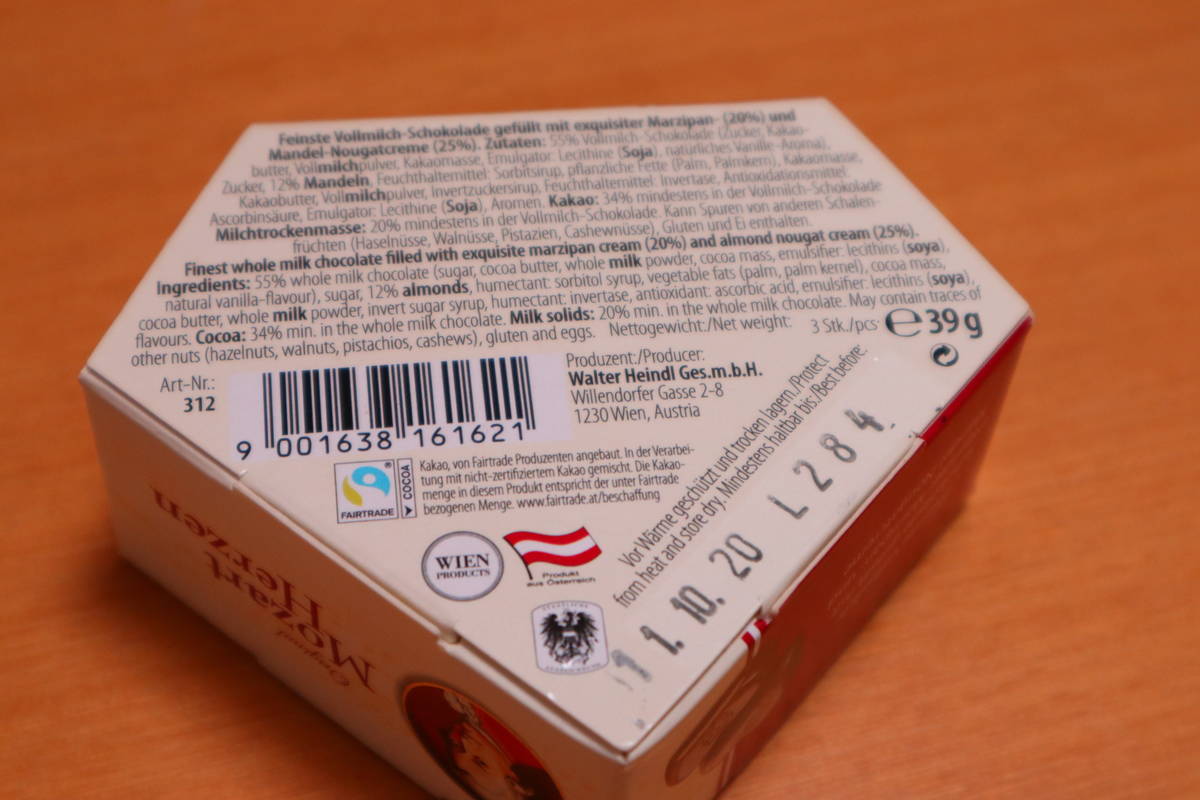 Feinste Vollmilch-Schokolade gefüllt mit exquisiter Marzipan- (20%) und
Mandel-Nougatcreme (25%). Zutaten: 55% Vollmilch-Schokolade (Zucker, Kakao-
butter, Vollmilchpulver, Kakaomasse, Emulgator: Lecithine (Soja), natürliches Vanille-Aroma),
Zucker, 12% Mandeln, Feuchthaltemittel: Sorbitsirup, pflanzliche Fette (Palm, Palmkern), Kakaomasse,
Kakaobutter, Vollmilchpulver, Invertzuckersirup, Feuchthaltemittel: Invertase, Antioxidationsmittel:
Ascorbinsäure, Emulgator: Lecithine (Soja), Aromen. Kakao: 34% mindestens in der Vollmilch-Schokolade
Milchtrockenmasse: 20% mindestens in der Vollmilch-Schokolade. Kann Spuren von anderen Schalen-
früchten (Haselnüsse, Walnüsse, Pistazien, Cashewnüsse), Gluten und Ei enthalten.
Finest whole milk chocolate filled with exquisite marzipan cream (20%) and almond nougat cream (25%).
Ingredients: 55% whole milk chocolate (sugar, cocoa butter, whole milk powder, cocoa mass, emulsifier: lecithins (soya),
natural vanilla-flavour), sugar, 12% almonds, humectant: sorbitol syrup, vegetable fats (palm, palm kernel), cocoa mass,
cocoa butter, whole milk powder, invert sugar syrup, humectant: invertase, antioxidant: ascorbic acid, emulsifier: lecithins (soya),
flavours. Cocoa: 34% min. in the whole milk chocolate. Milk solids: 20% min. in the whole milk chocolate. May contain traces of
other nuts (hazelnuts, walnuts, pistachios, cashews), gluten and eggs. Nettogewicht:/Net weight: 3 Stk./pcs· ℮ 39 g
Art-Nr.:
312
9 001638 161621
Produzent:/Producer:
Walter Heindl Ges.m.b.H.
Willendorfer Gasse 2-8
1230 Wien, Austria
FAIRTRADE
®
COCOA
Kakao, von Fairtrade Produzenten angebaut. In der Verarbei-
tung mit nicht-zertifiziertem Kakao gemischt. Die Kakao-
menge in diesem Produkt entspricht der unter Fairtrade
bezogenen Menge. www.fairtrade.at/beschaffung
WIEN
PRODUCTS
Produkt
aus Österreich
Vor Wärme geschützt und trocken lagern./Protect
from heat and store dry. Mindestens haltbar bis:/Best before:
11.10.20 L 284
Original
Mozart
Herzen